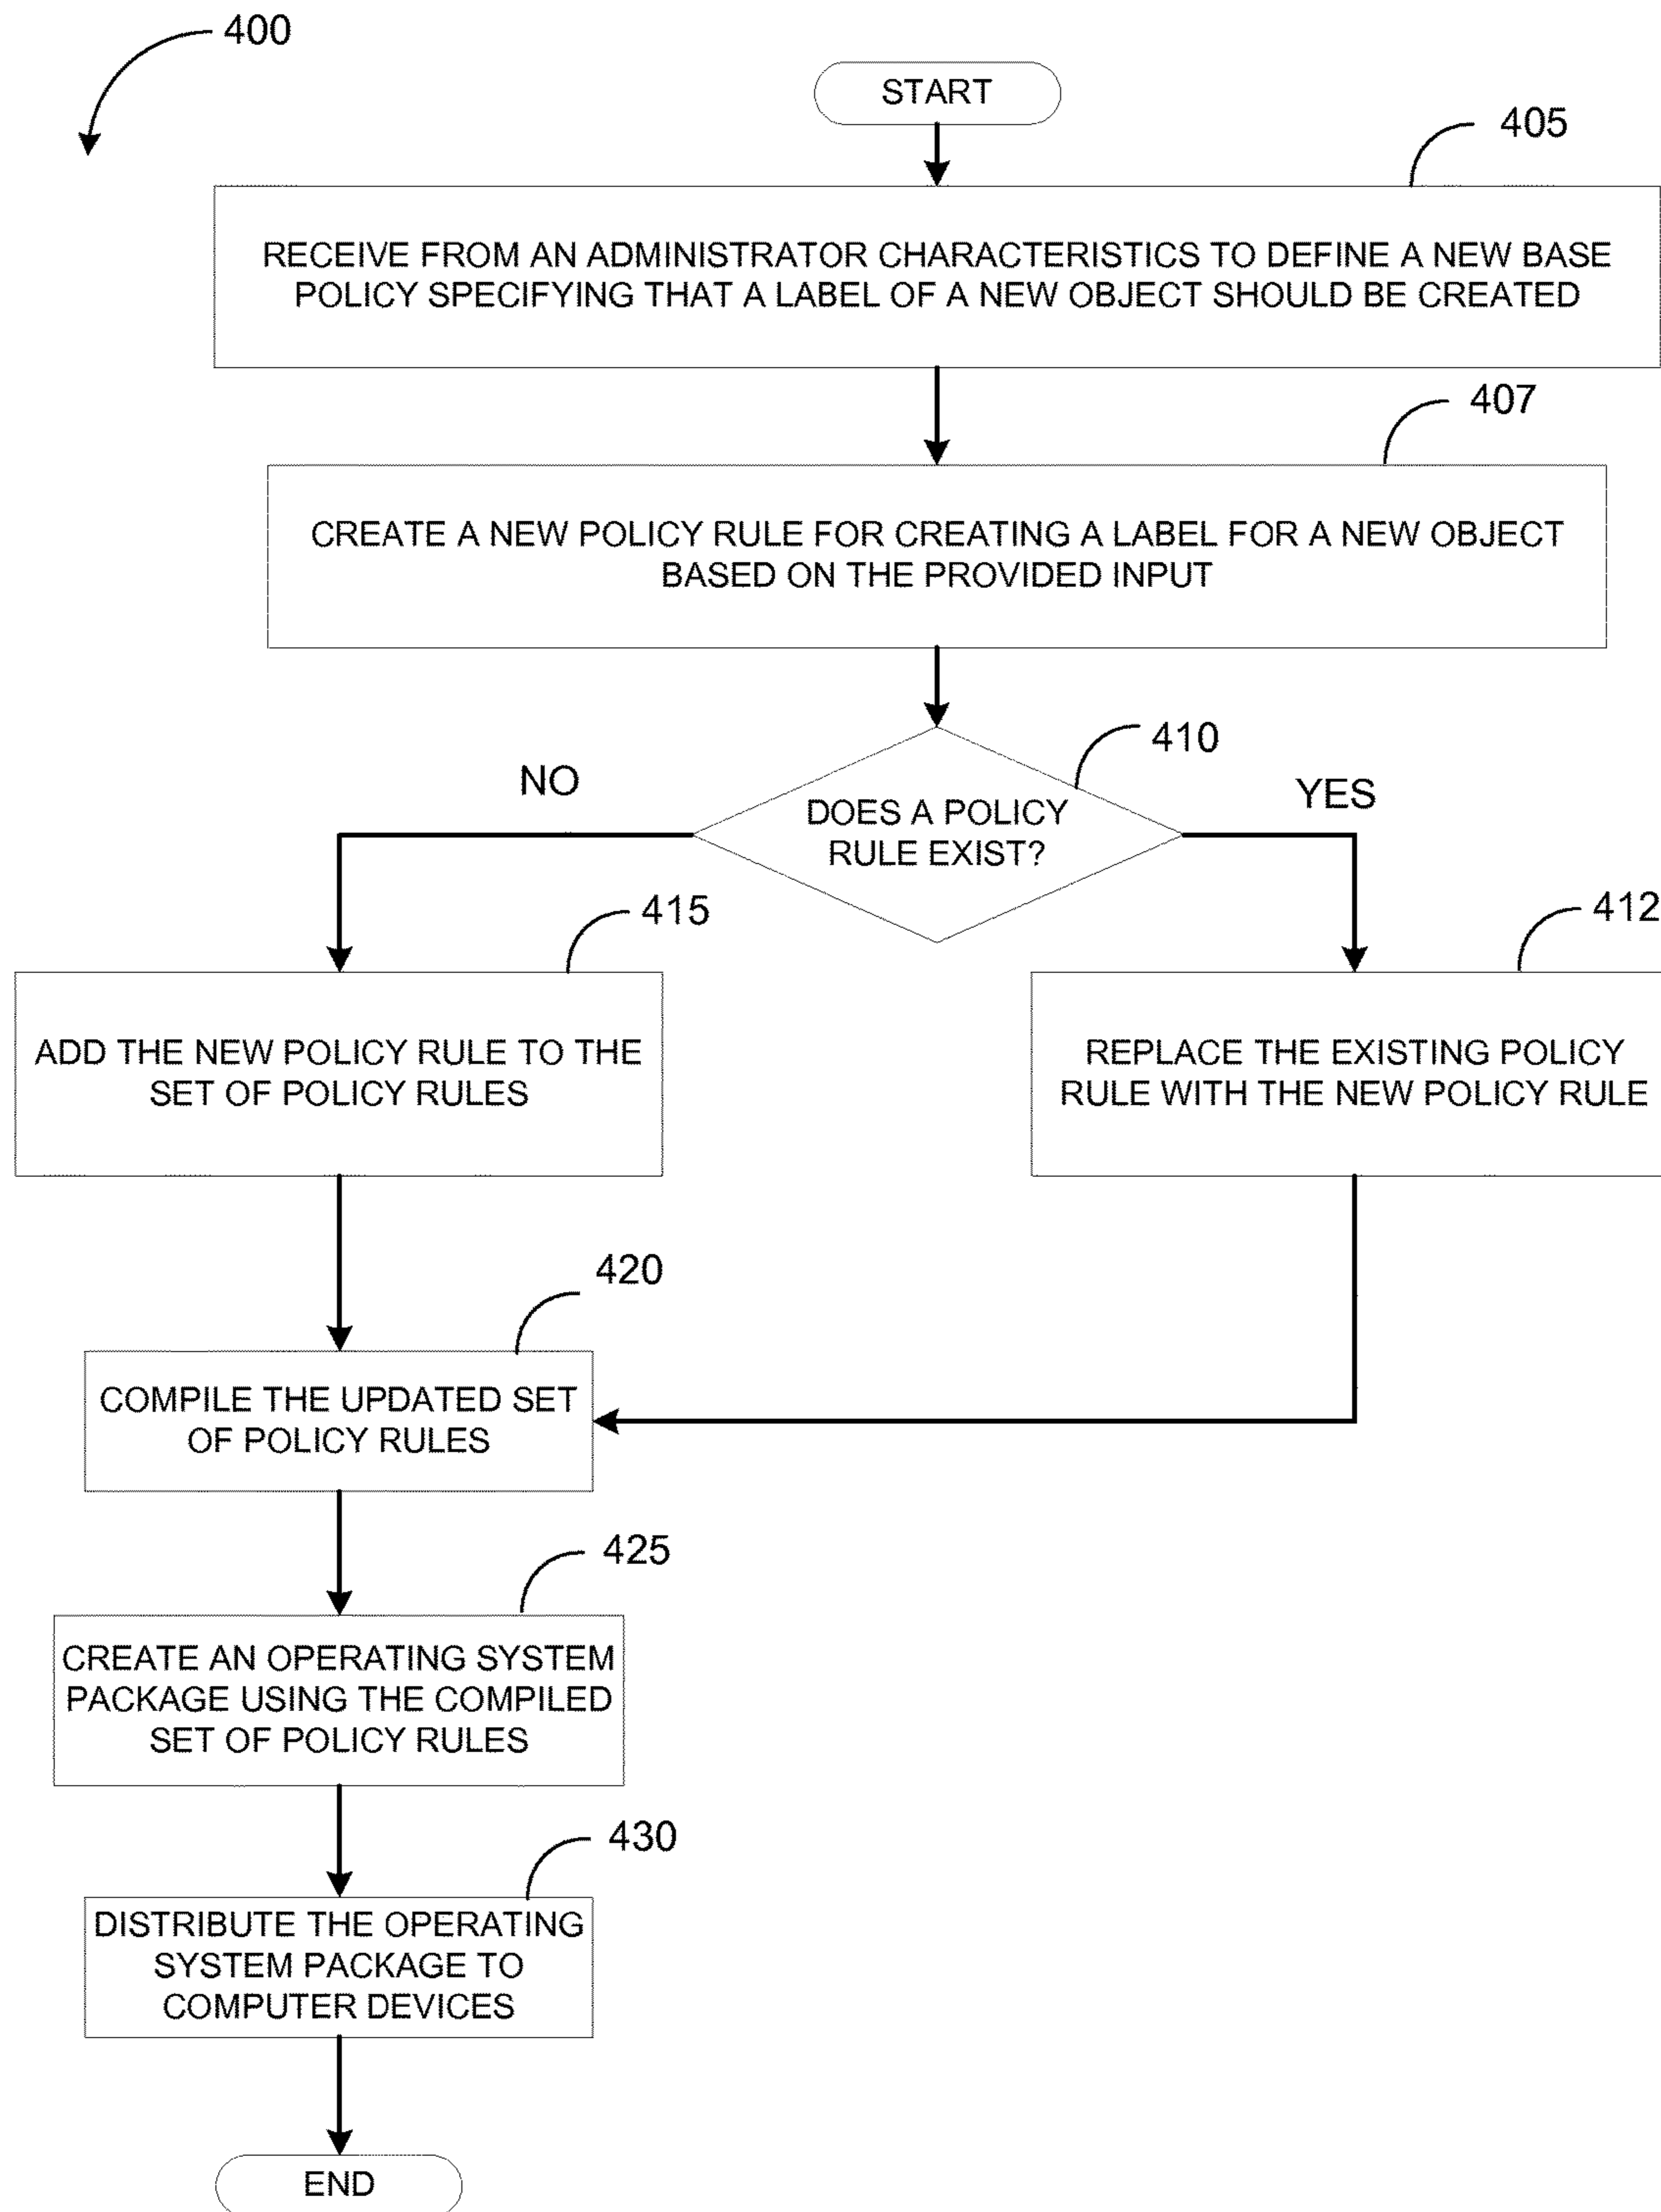 400
START
405
RECEIVE FROM AN ADMINISTRATOR CHARACTERISTICS TO DEFINE A NEW BASE
POLICY SPECIFYING THAT A LABEL OF A NEW OBJECT SHOULD BE CREATED
407
CREATE A NEW POLICY RULE FOR CREATING A LABEL FOR A NEW OBJECT
BASED ON THE PROVIDED INPUT
410
NO
YES
DOES A POLICY
RULE EXIST?
415
412
ADD THE NEW POLICY RULE TO THE
SET OF POLICY RULES
REPLACE THE EXISTING POLICY
RULE WITH THE NEW POLICY RULE
420
COMPILE THE UPDATED SET
OF POLICY RULES
425
CREATE AN OPERATING SYSTEM
PACKAGE USING THE COMPILED
SET OF POLICY RULES
430
DISTRIBUTE THE OPERATING
SYSTEM PACKAGE TO
COMPUTER DEVICES
END